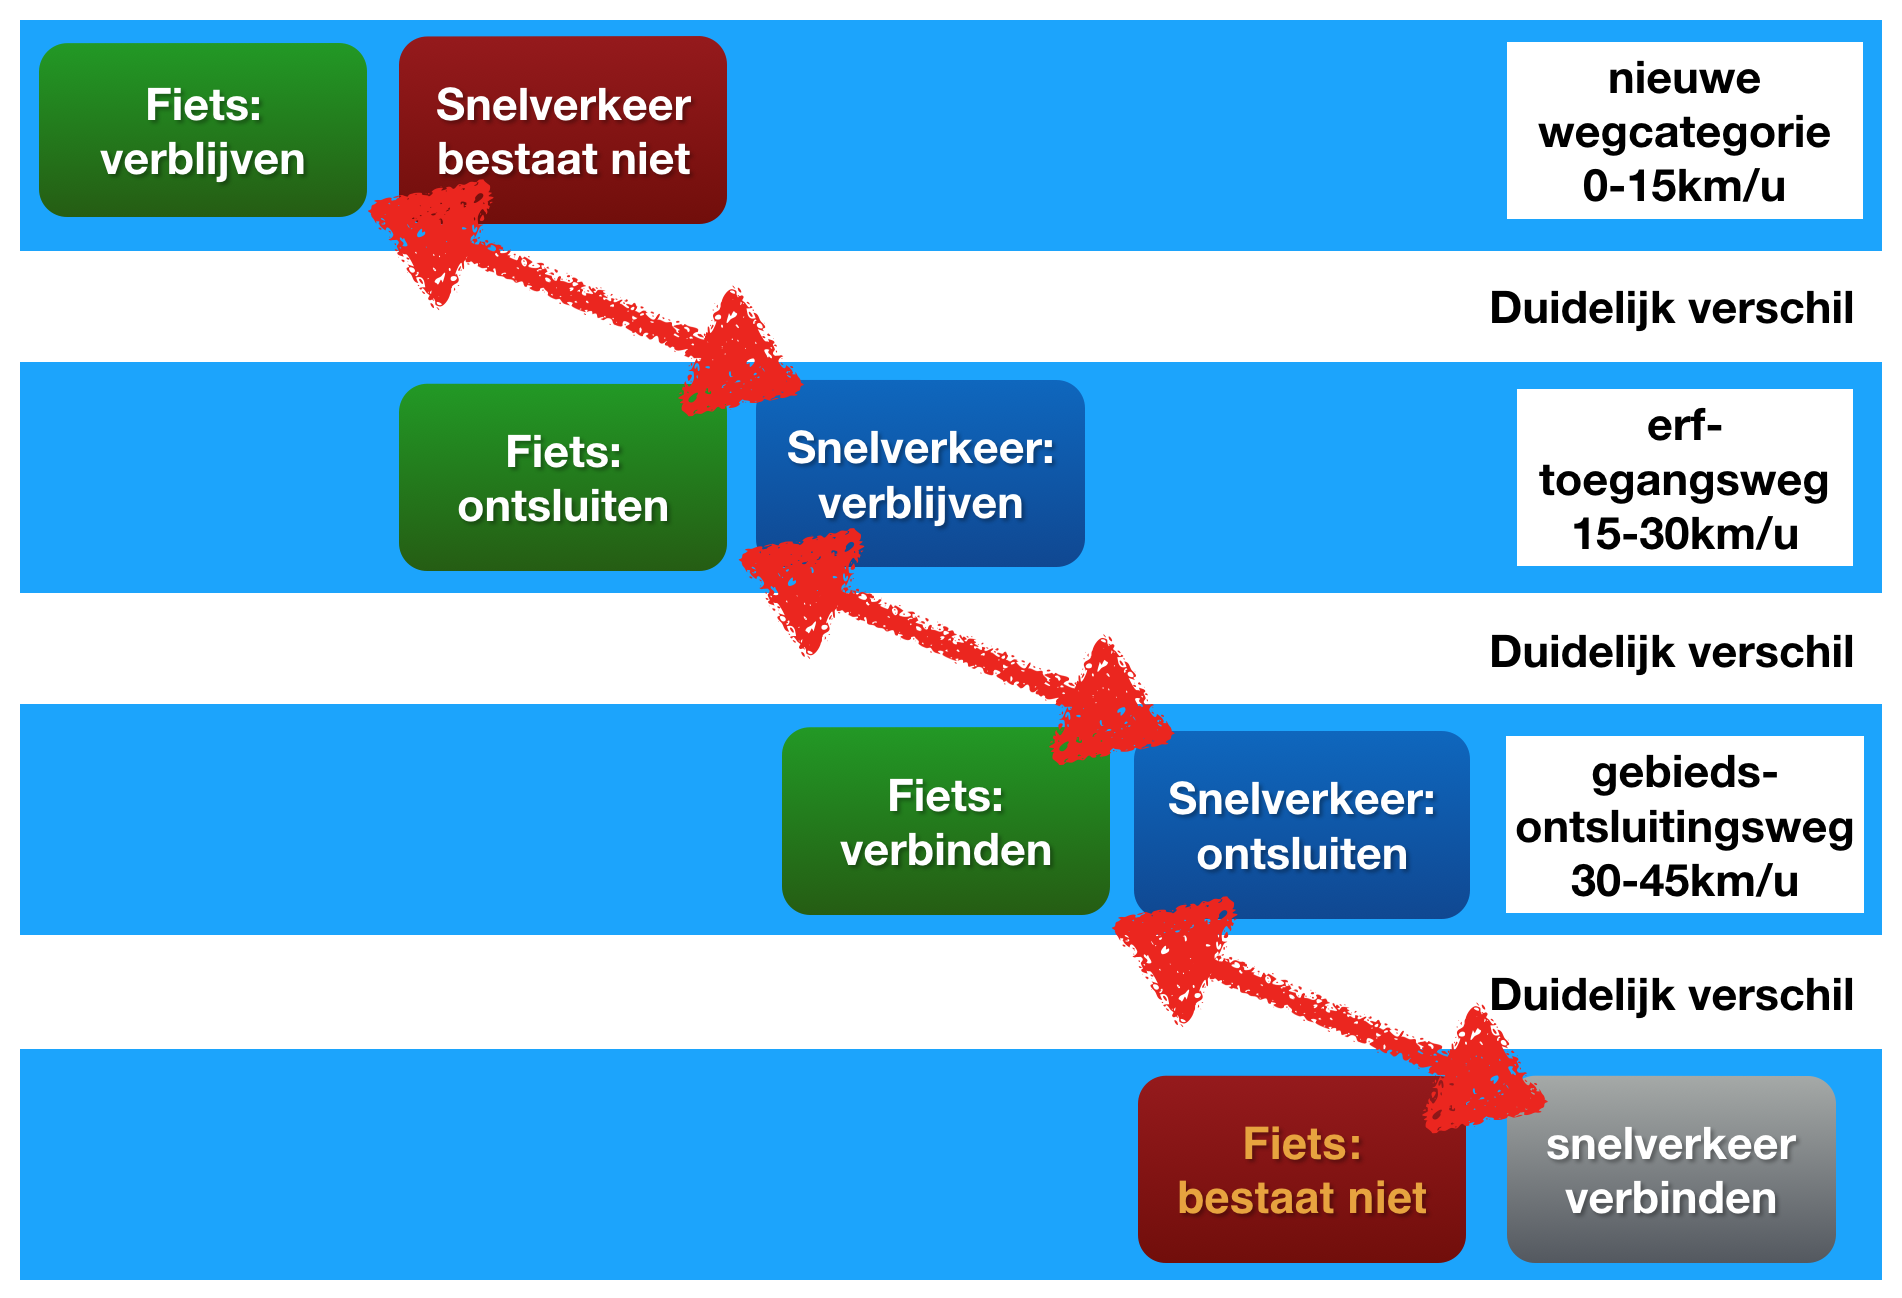 Fiets:
verblijven
Snelverkeer
bestaat niet
nieuwe
wegcategorie
0-15km/u
Duidelijk verschil
Fiets:
ontsluiten
Snelverkeer:
verblijven
erf-
toegangsweg
15-30km/u
Duidelijk verschil
Fiets:
verbinden
Snelverkeer:
ontsluiten
gebieds-
ontsluitingsweg
30-45km/u
Duidelijk verschil
Fiets:
bestaat niet
snelverkeer
verbinden